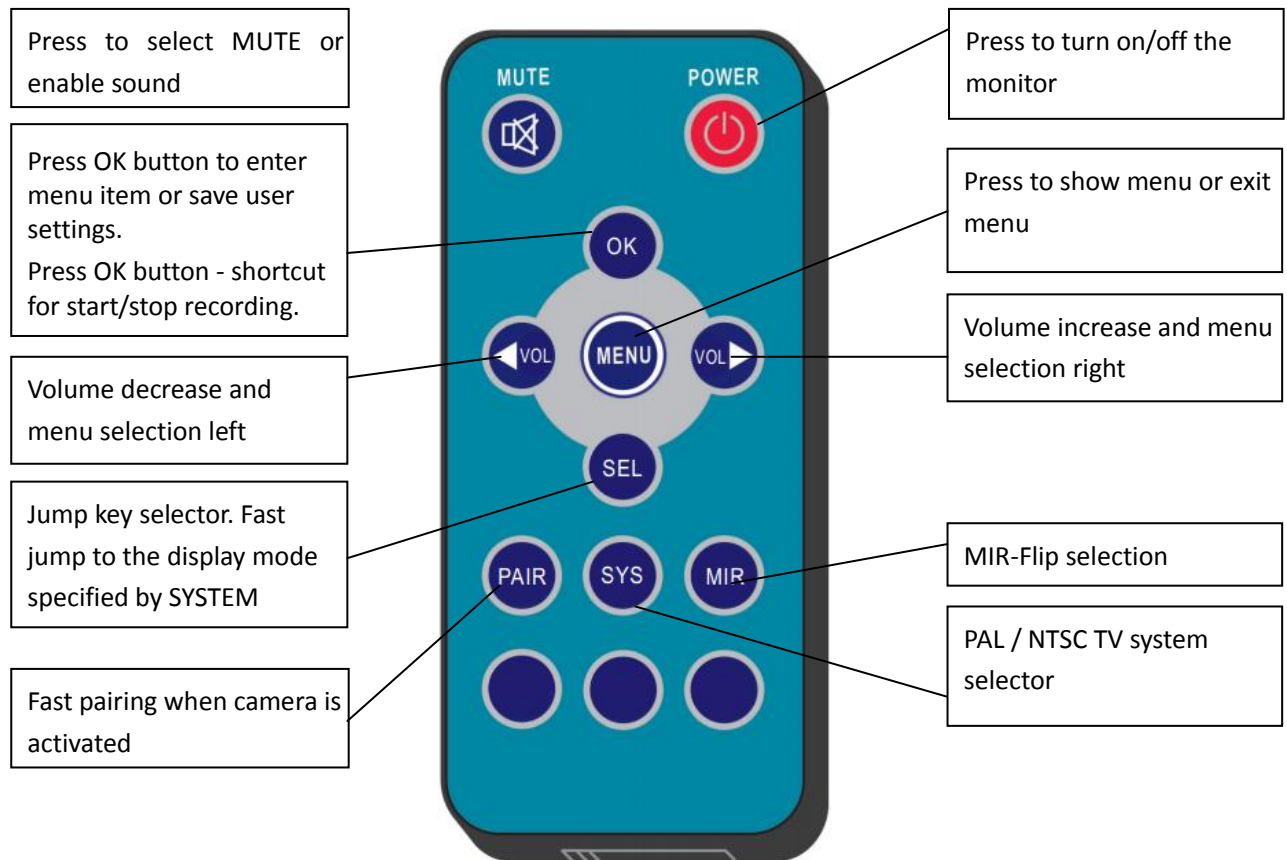 Press to select MUTE or
enable sound
Press OK button to enter
menu item or save user
settings.
Press OK button - shortcut
for start/stop recording.
Volume decrease and
menu selection left
Jump key selector. Fast
jump to the display mode
specified by SYSTEM
Fast pairing when camera is
activated
MUTE
POWER
OK
VOL
MENU
VOL
SEL
PAIR
SYS
MIR
Press to turn on/off the
monitor
Press to show menu or exit
menu
Volume increase and menu
selection right
MIR-Flip selection
PAL / NTSC TV system
selector